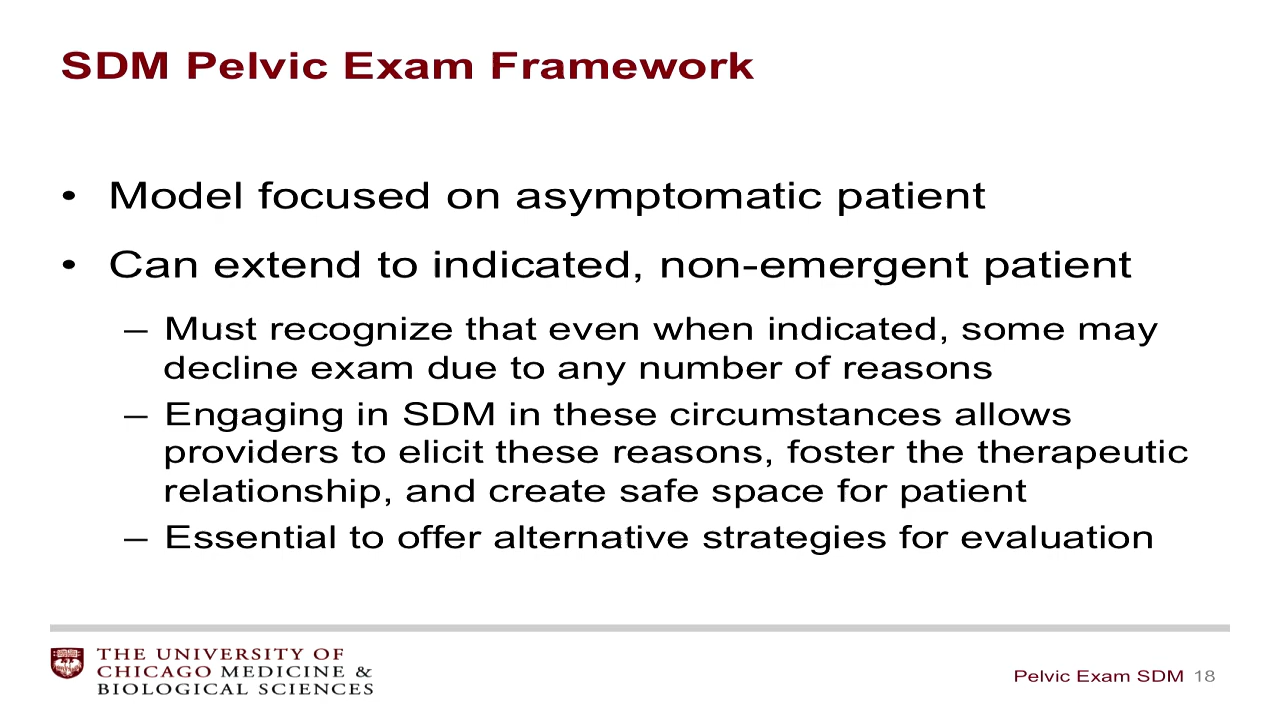 SDM Pelvic Exam Framework
• Model focused on asymptomatic patient
• Can extend to indicated, non-emergent patient
– Must recognize that even when indicated, some may
decline exam due to any number of reasons
– Engaging in SDM in these circumstances allows
providers to elicit these reasons, foster the therapeutic
relationship, and create safe space for patient
– Essential to offer alternative strategies for evaluation
THE UNIVERSITY OF
CHICAGO MEDICINE &
BIOLOGICAL SCIENCES
Pelvic Exam SDM 18